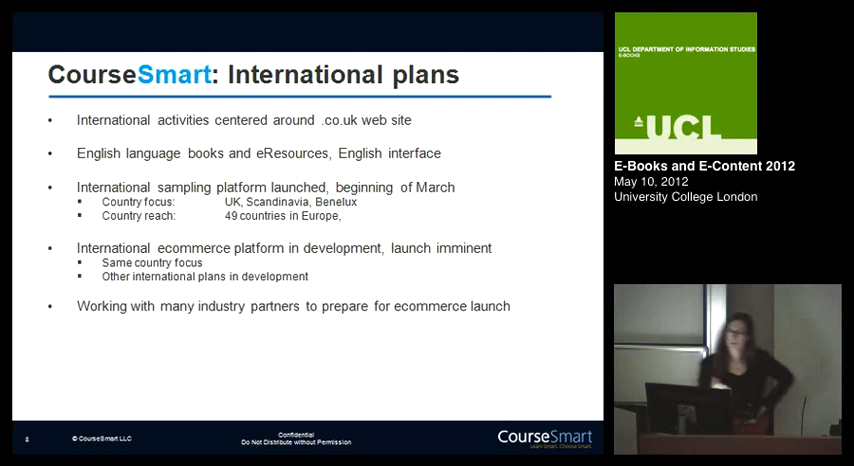 CourseSmart: International plans
• International activities centered around .co.uk web site
• English language books and eResources, English interface
• International sampling platform launched, beginning of March
▪ Country focus: UK, Scandinavia, Benelux
▪ Country reach: 49 countries in Europe,
• International ecommerce platform in development, launch imminent
▪ Same country focus
▪ Other international plans in development
• Working with many industry partners to prepare for ecommerce launch
8
© CourseSmart LLC
Confidential
Do Not Distribute without Permission
CourseSmart
Learn Smart. Choose Smart.
UCL DEPARTMENT OF INFORMATION STUDIES
E-BOOKS
UCL
E-Books and E-Content 2012
May 10, 2012
University College London